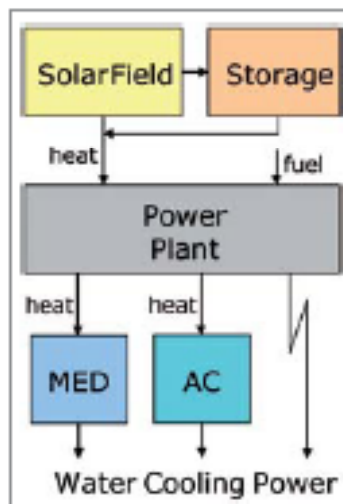 SolarField
Storage
heat
fuel
Power
Plant
heat
heat
MED
AC
Water Cooling Power